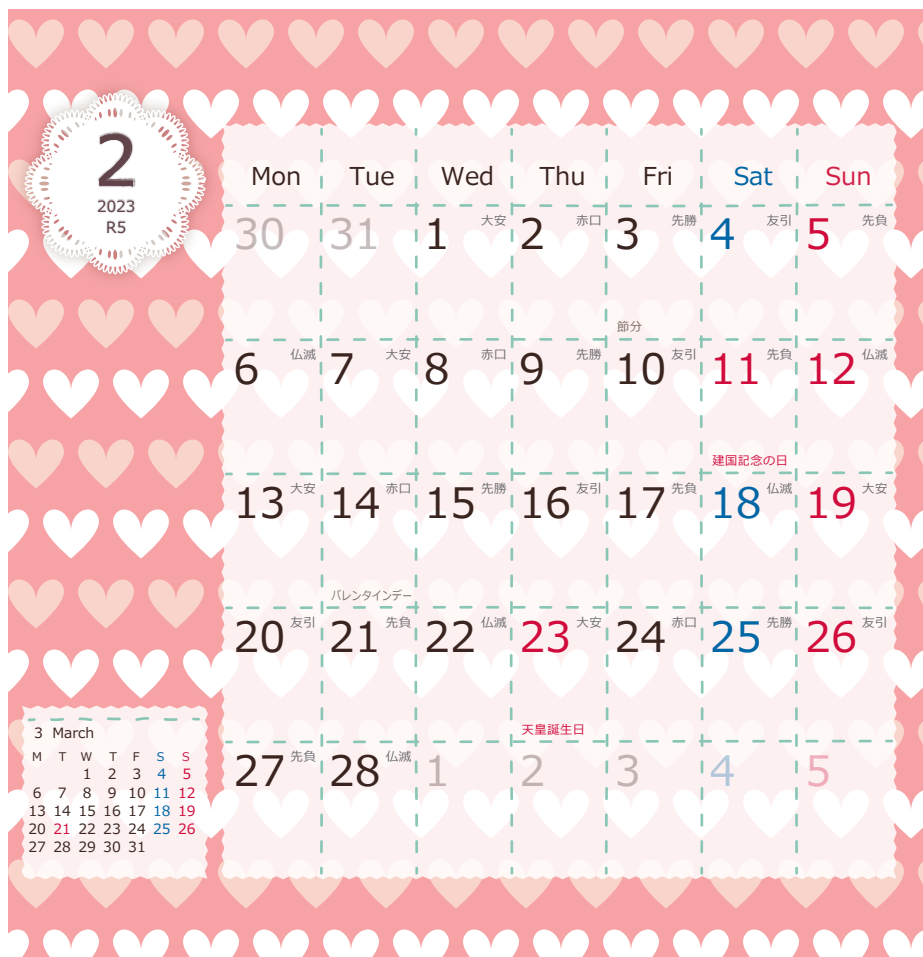 2
2023
R5
Mon Tue Wed Thu Fri Sat Sun
30 31 1 大安 2 赤口 3 先勝 4 友引 5 先負
節分
6 仏滅 7 大安 8 赤口 9 先勝 10 友引 11 先負 12 仏滅
建国記念の日
13 大安 14 赤口 15 先勝 16 友引 17 先負 18 仏滅 19 大安
バレンタインデー
20 友引 21 先負 22 仏滅 23 大安 24 赤口 25 先勝 26 友引
天皇誕生日
27 先負 28 仏滅 1 2 3 4 5
3 March
M T W T F S S
1 2 3 4 5
6 7 8 9 10 11 12
13 14 15 16 17 18 19
20 21 22 23 24 25 26
27 28 29 30 31